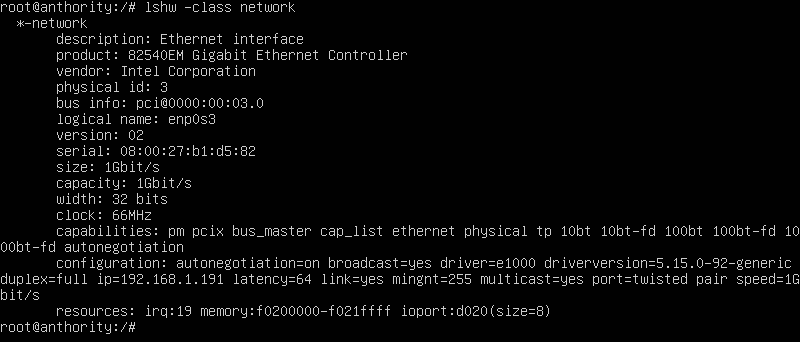 root@anthority:/# lshw -class network
  *-network
       description: Ethernet interface
       product: 82540EM Gigabit Ethernet Controller
       vendor: Intel Corporation
       physical id: 3
       bus info: pci@0000:00:03.0
       logical name: enp0s3
       version: 02
       serial: 08:00:27:b1:d5:82
       size: 1Gbit/s
       capacity: 1Gbit/s
       width: 32 bits
       clock: 66MHz
       capabilities: pm pcix bus_master cap_list ethernet physical tp 10bt 10bt-fd 100bt 100bt-fd 10
00bt-fd autonegotiation
       configuration: autonegotiation=on broadcast=yes driver=e1000 driverversion=5.15.0-92-generic
duplex=full ip=192.168.1.191 latency=64 link=yes mingnt=255 multicast=yes port=twisted pair speed=1G
bit/s
       resources: irq:19 memory:f0200000-f021ffff ioport:d020(size=8)
root@anthority:/#